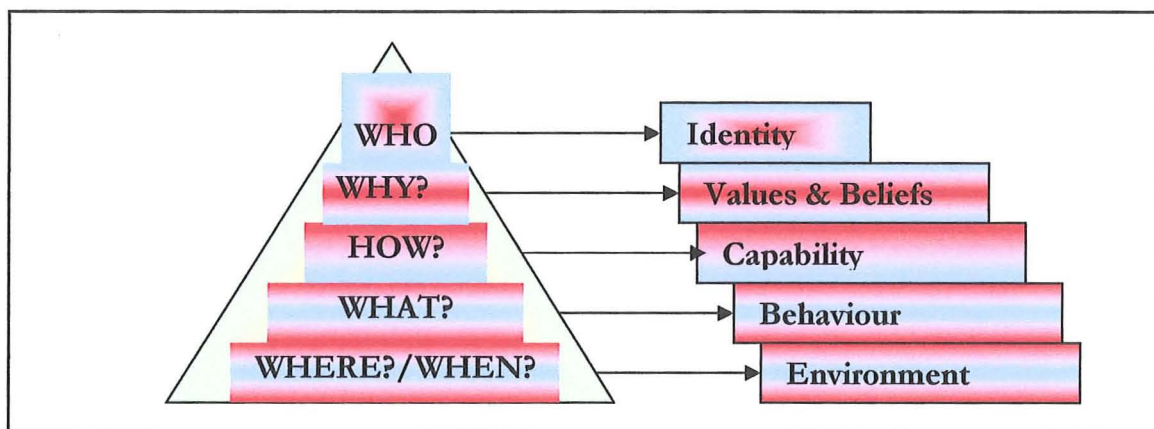 WHO
Identity
WHY?
Values & Beliefs
HOW?
Capability
WHAT?
Behaviour
WHERE?/WHEN?
Environment